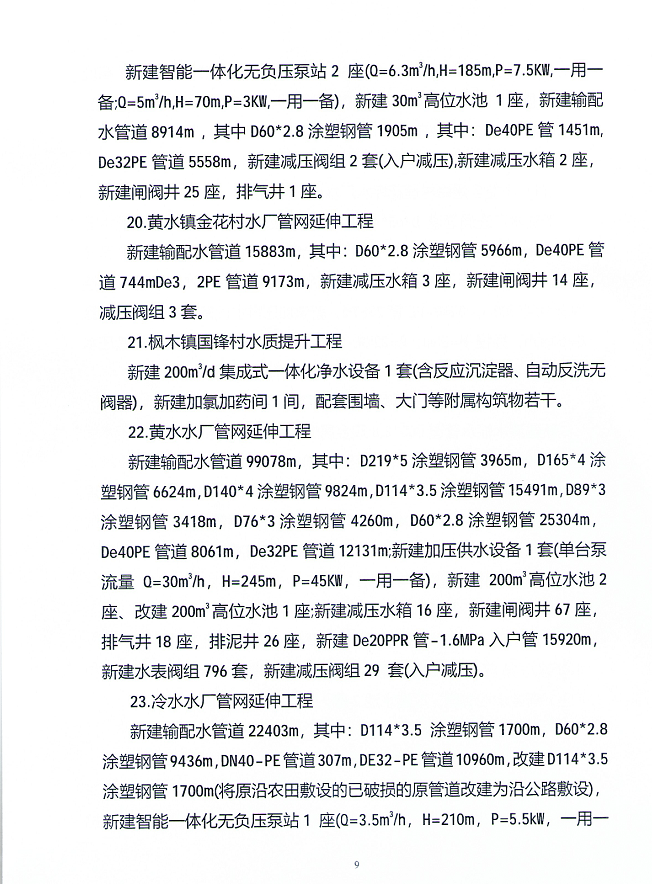 新建智能一体化无负压泵站 2 座(Q=6.3m³/h,H=185m,P=7.5KW,一用一
备;Q=5m³/h,H=70m,P=3KW,一用一备)，新建 30m³高位水池 1 座，新建输配
水管道 8914m ，其中 D60*2.8 涂塑钢管 1905m ，其中：De40PE 管 1451m,
De32PE 管道 5558m，新建减压阀组 2 套(入户减压),新建减压水箱 2 座，
新建闸阀井 25 座，排气井 1 座。
20.黄水镇金花村水厂管网延伸工程
新建输配水管道 15883m，其中：D60*2.8 涂塑钢管 5966m，De40PE 管
道 744mDe3，2PE 管道 9173m，新建减压水箱 3 座，新建闸阀井 14 座，
减压阀组 3 套。
21.枫木镇国锋村水质提升工程
新建 200m³/d 集成式一体化净水设备 1 套(含反应沉淀器、自动反洗无
阀器)，新建加氯加药间 1 间，配套围墙、大门等附属构筑物若干。
22.黄水水厂管网延伸工程
新建输配水管道 99078m，其中：D219*5 涂塑钢管 3965m，D165*4 涂
塑钢管 6624m,D140*4 涂塑钢管 9824m,D114*3.5 涂塑钢管 15491m,D89*3
涂塑钢管 3418m，D76*3 涂塑钢管 4260m，D60*2.8 涂塑钢管 25304m，
De40PE 管道 8061m，De32PE 管道 12131m;新建加压供水设备 1 套(单台泵
流量 Q=30m³/h，H=245m，P=45KW，一用一备)，新建 200m³高位水池 2
座、改建 200m³高位水池 1 座;新建减压水箱 16 座，新建闸阀井 67 座，
排气井 18 座，排泥井 26 座，新建 De20PPR 管-1.6MPa 入户管 15920m，
新建水表阀组 796 套，新建减压阀组 29 套(入户减压)。
23.冷水水厂管网延伸工程
新建输配水管道 22403m，其中：D114*3.5 涂塑钢管 1700m，D60*2.8
涂塑钢管 9436m,DN40-PE 管道 307m,DE32-PE 管道 10960m,改建 D114*3.5
涂塑钢管 1700m(将原沿农田敷设的已破损的原管道改建为沿公路敷设)，
新建智能一体化无负压泵站 1 座(Q=3.5m³/h，H=210m，P=5.5kW，一用一
9